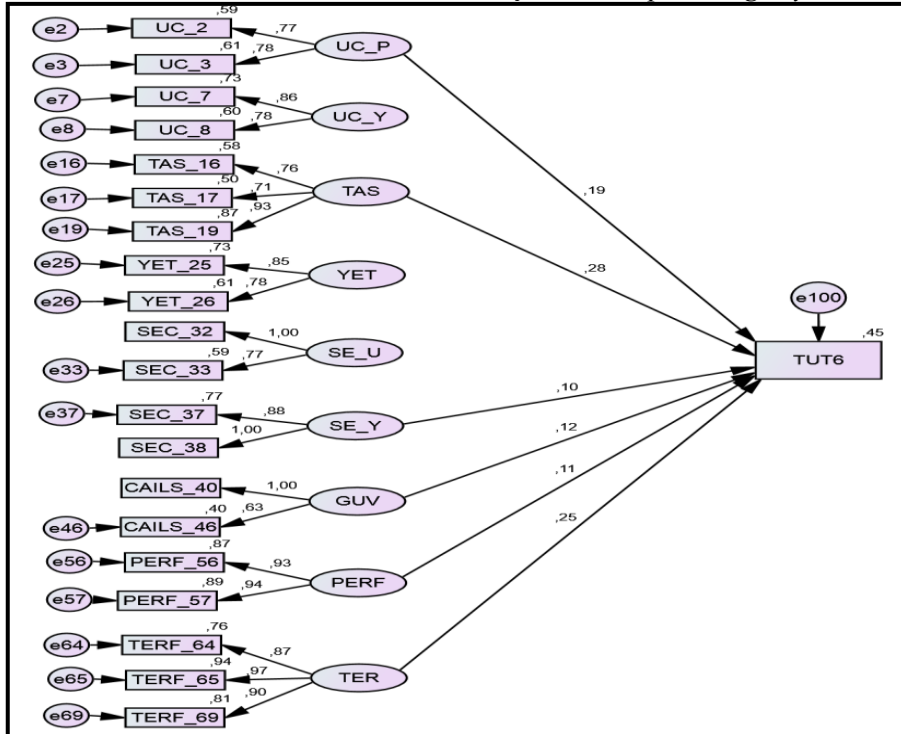 ,59
e2 UC_2 ,77
,61 ,78 UC_P
e3 UC_3
,73
e7 UC_7 ,86
,60 ,78 UC_Y
e8 UC_8
,58
e16 TAS_16 ,76
,50 ,71 TAS ,19
e17 TAS_17
,87 ,93
e19 TAS_19
,73
e25 YET_25 ,85 ,28
,61 ,78 YET
e26 YET_26
SEC_32 1,00
,59 ,77 SE_U
e33 SEC_33
e100
,45
TUT6
,77
e37 SEC_37 ,88 ,10
1,00 SE_Y
SEC_38
,12
CAILS_40 1,00
,40 ,63 GUV ,11
e46 CAILS_46
,87
e56 PERF_56 ,93 ,25
,89 ,94 PERF
e57 PERF_57
,76
e64 TERF_64 ,87
,94 ,97 TER
e65 TERF_65
,81 ,90
e69 TERF_69